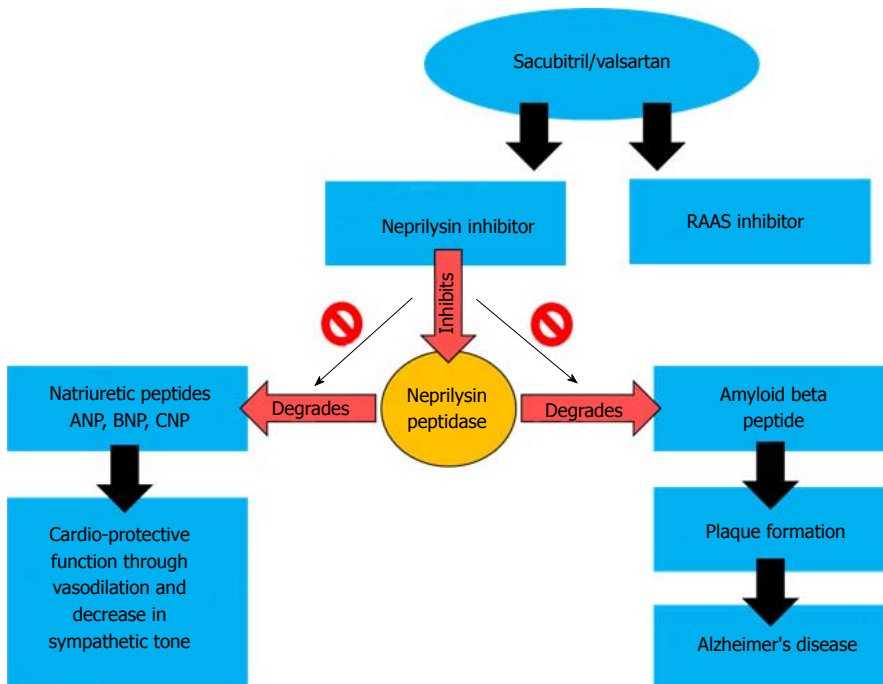 Sacubitril/valsartan
Neprilysin inhibitor
RAAS inhibitor
Inhibits
Natriuretic peptides
ANP, BNP, CNP
Degrades
Neprilysin
peptidase
Degrades
Amyloid beta
peptide
Cardio-protective
function through
vasodilation and
decrease in
sympathetic tone
Plaque formation
Alzheimer's disease